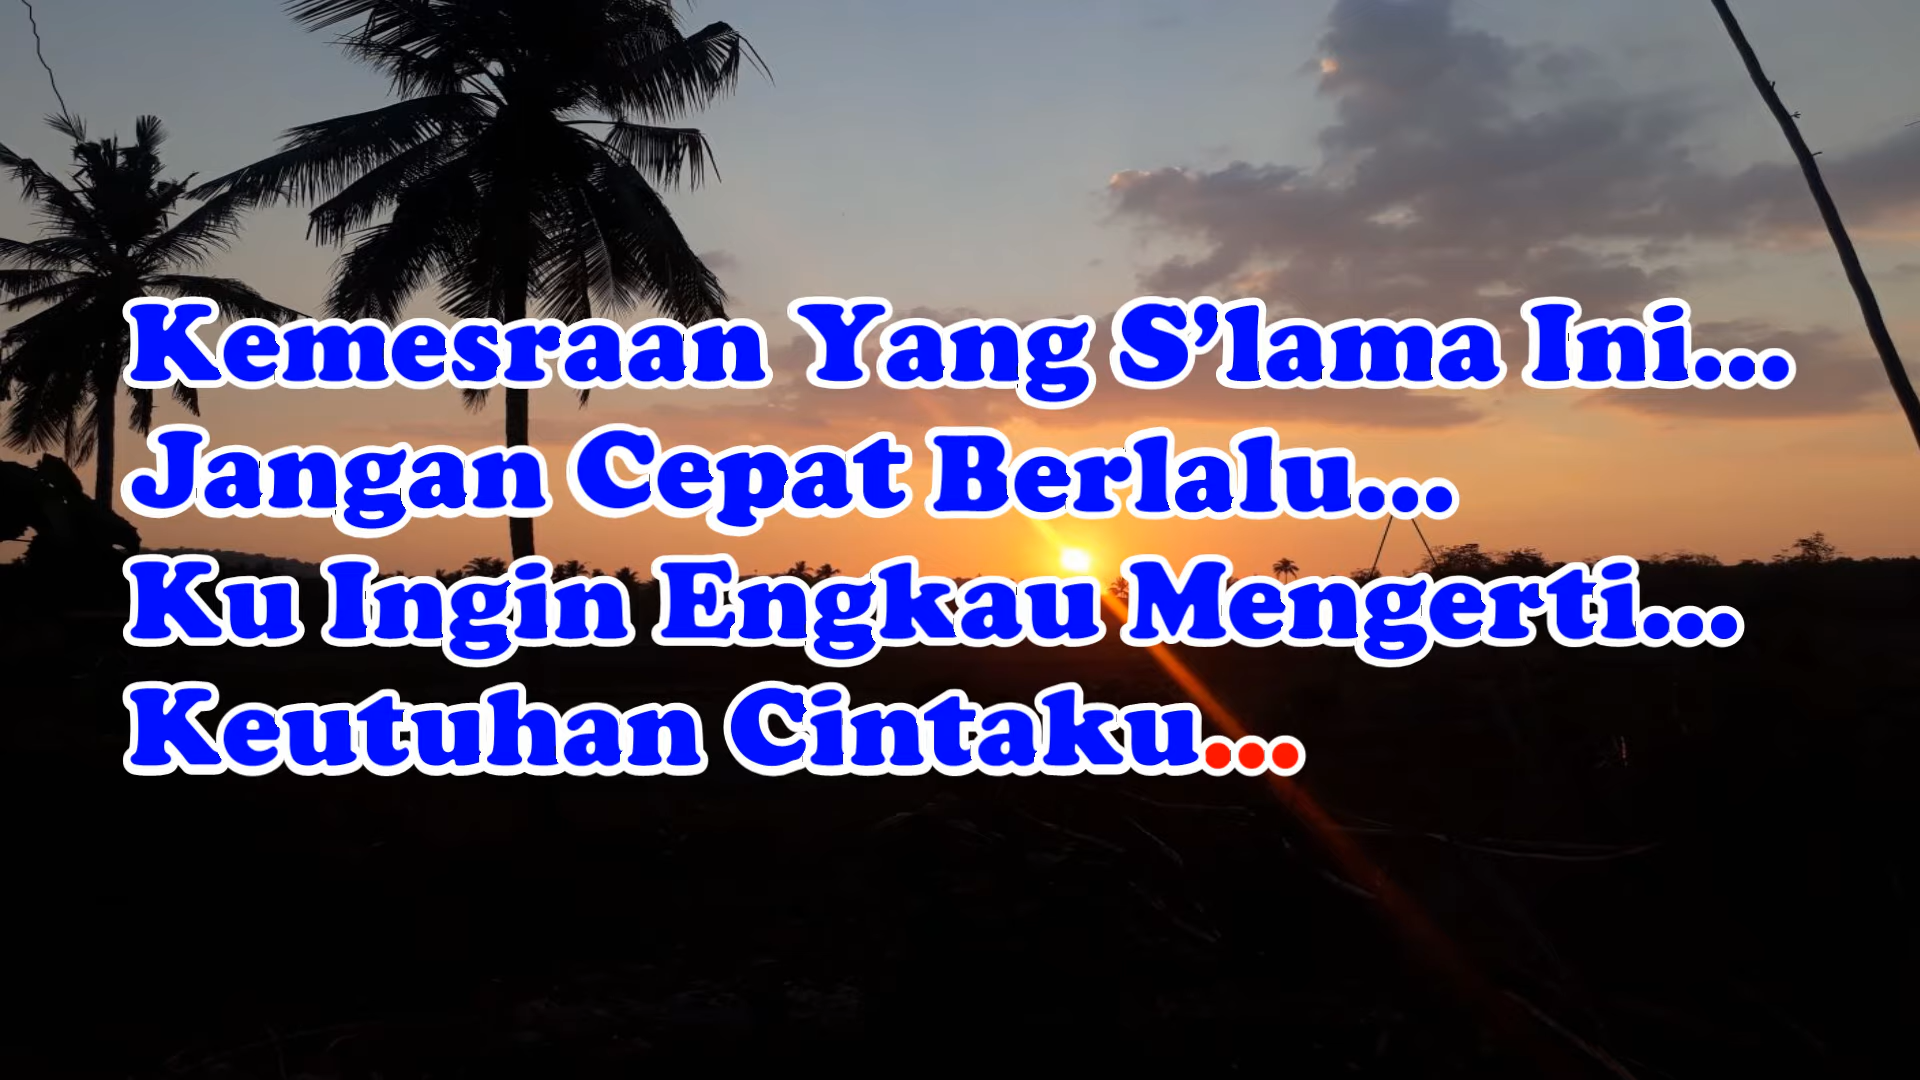 Kemesraan Yang S’lama Ini...
Jangan Cepat Berlalu...
Ku Ingin Engkau Mengerti...
Keutuhan Cintaku...